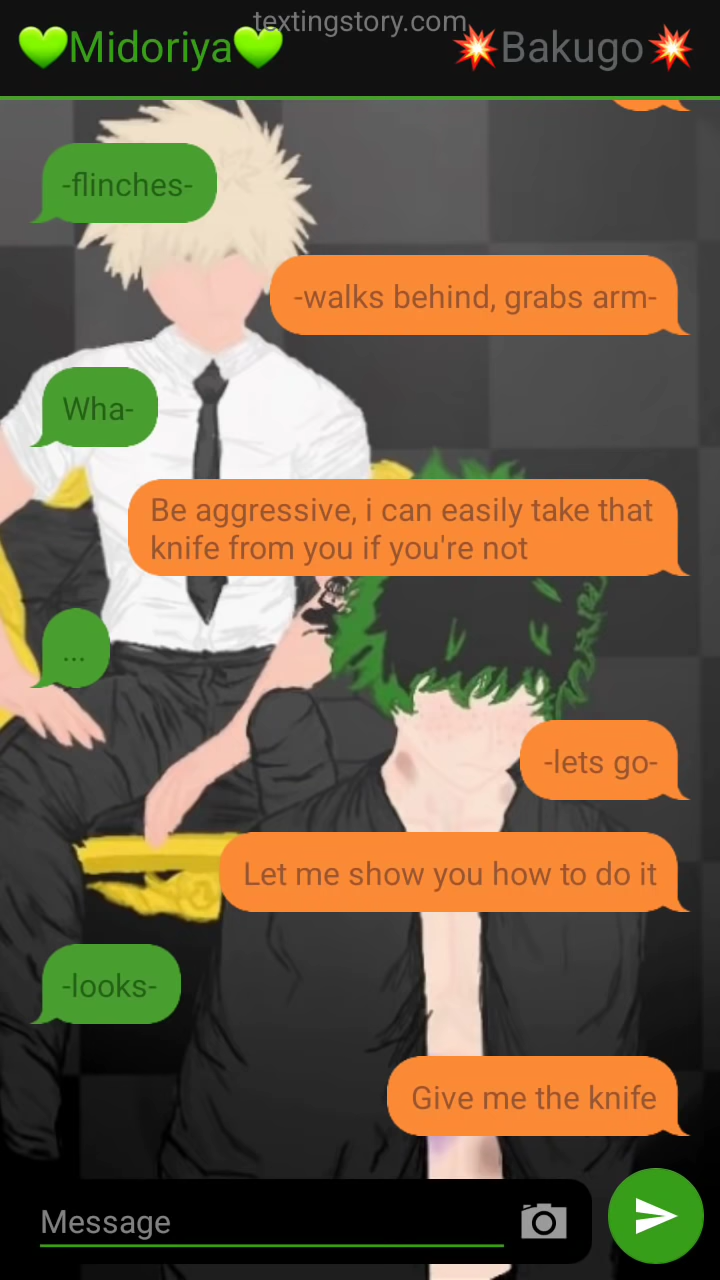 textingstory.com
💚Midoriya💚
💥Bakugo💥
-flinches-
-walks behind, grabs arm-
Wha-
Be aggressive, i can easily take that
knife from you if you're not
...
-lets go-
Let me show you how to do it
-looks-
Give me the knife
Message